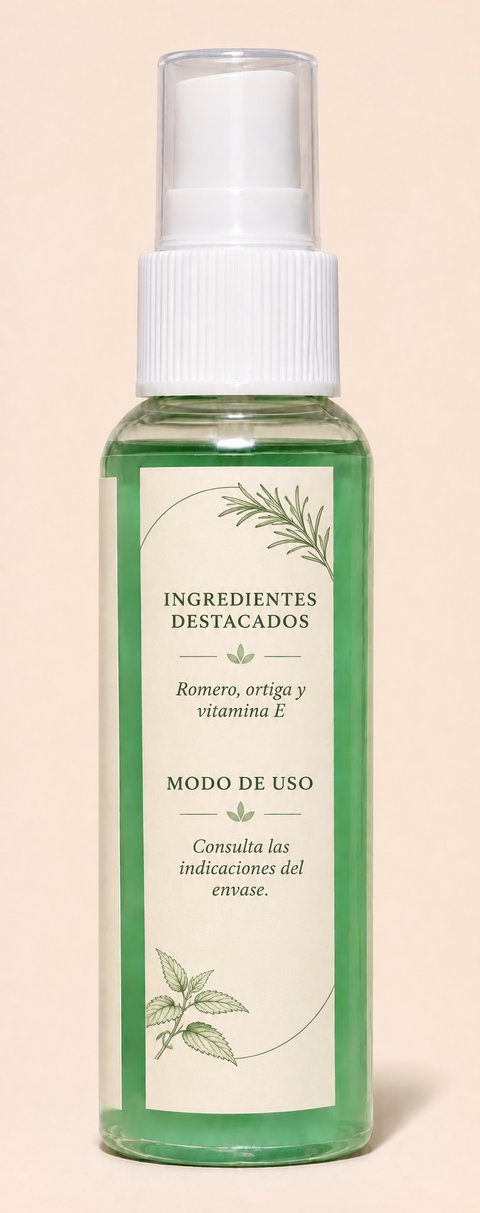 INGREDIENTES
DESTACADOS
Romero, ortiga y
vitamina E
MODO DE USO
Consulta las
indicaciones del
envase.